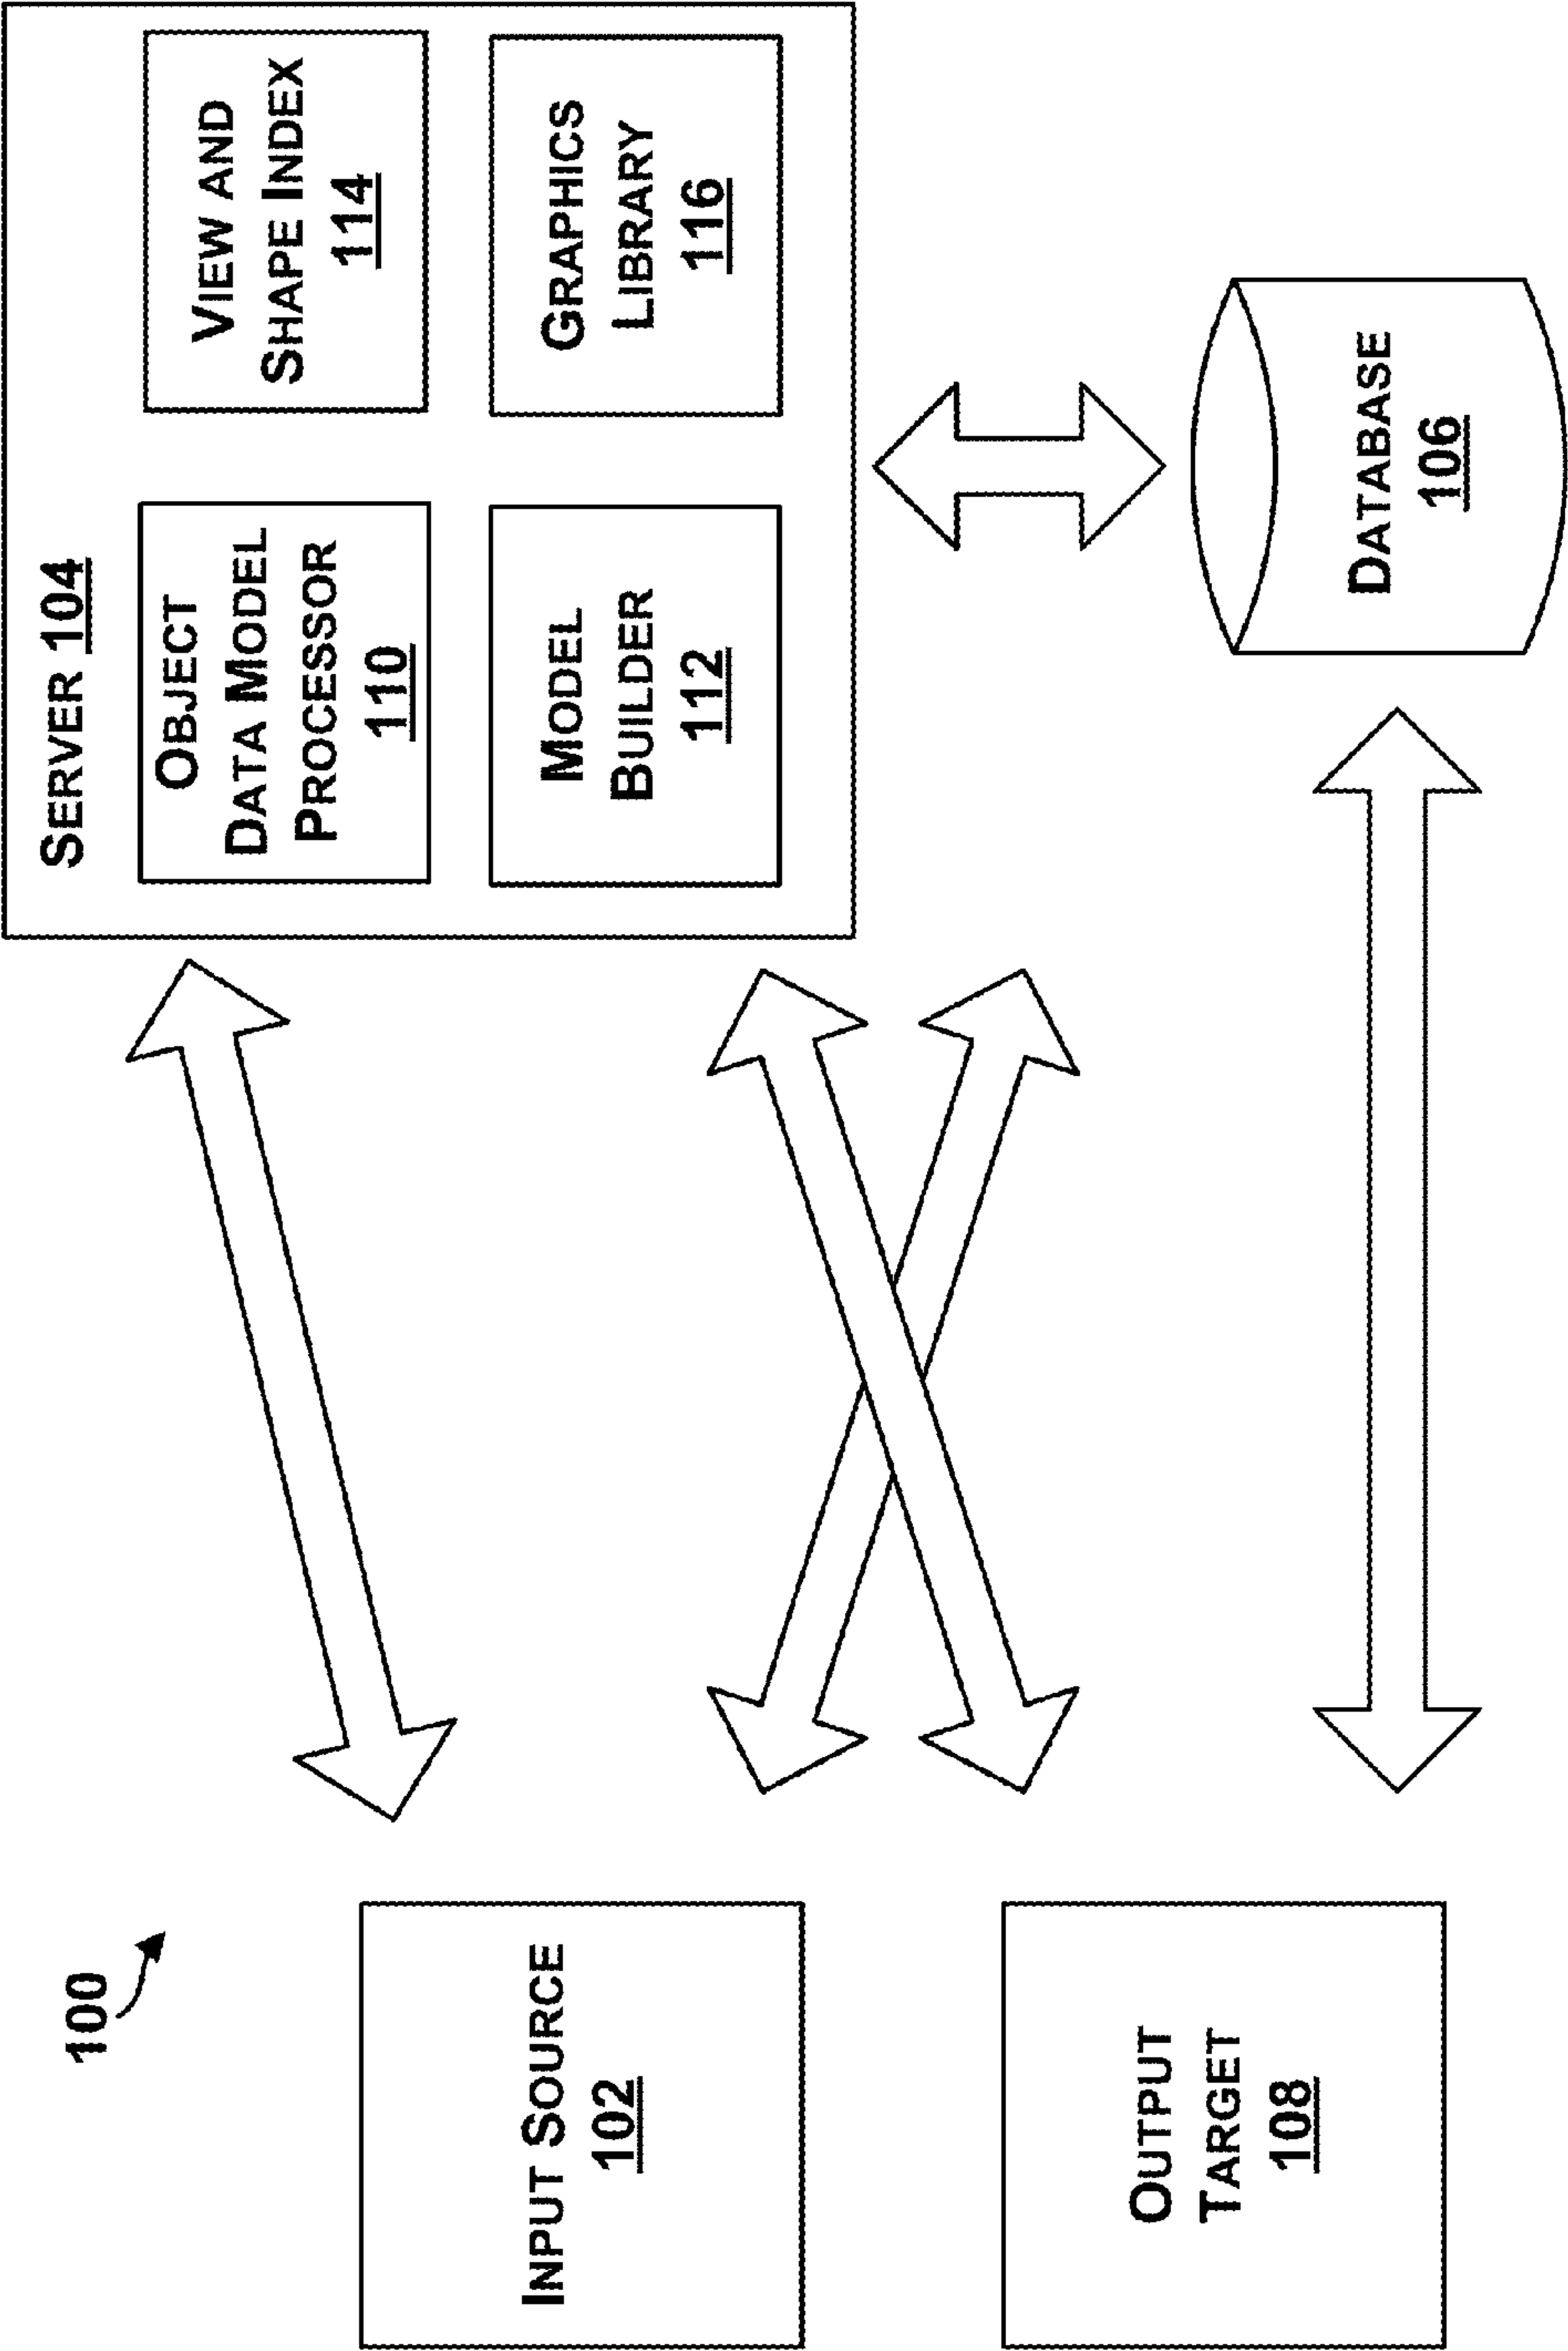 100
INPUT SOURCE
102
OUTPUT
TARGET
108
SERVER 104
OBJECT
DATA MODEL
PROCESSOR
110
VIEW AND
SHAPE INDEX
114
MODEL
BUILDER
112
GRAPHICS
LIBRARY
116
DATABASE
106